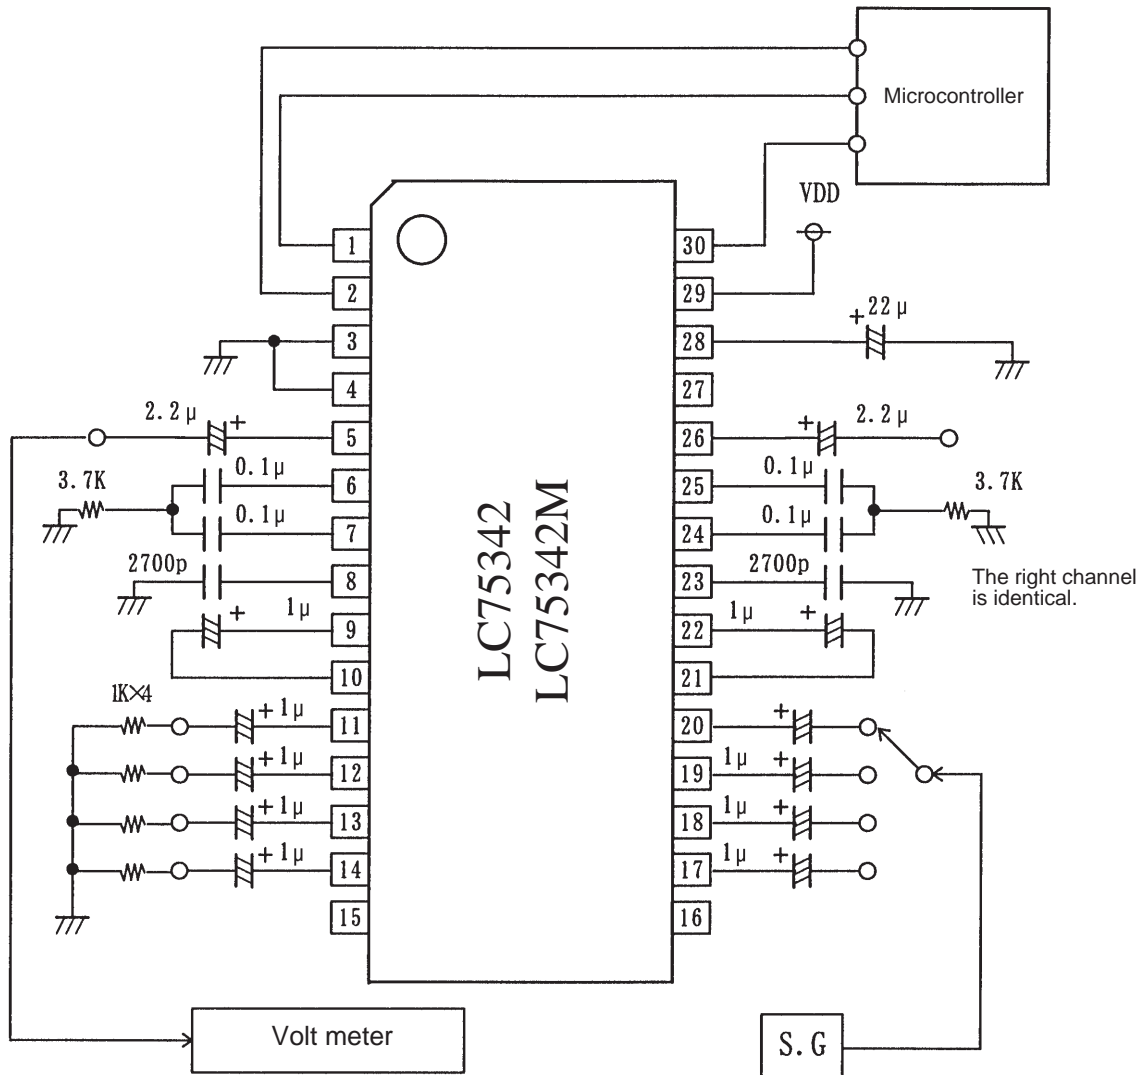 Microcontroller
VDD
1
30
2
29
+ 22μ
3
28
4
27
2.2μ +
5
26
+ 2.2μ
3.7K
0.1μ
6
25
0.1μ
3.7K
0.1μ
7
24
0.1μ
2700p
8
23
2700p
The right channel
is identical.
1μ +
9
22
1μ +
10
21
LC75342
LC75342M
1K×4
+ 1μ
11
20
+
+ 1μ
12
19
1μ +
+ 1μ
13
18
1μ +
+ 1μ
14
17
1μ +
15
16
Volt meter
S.G